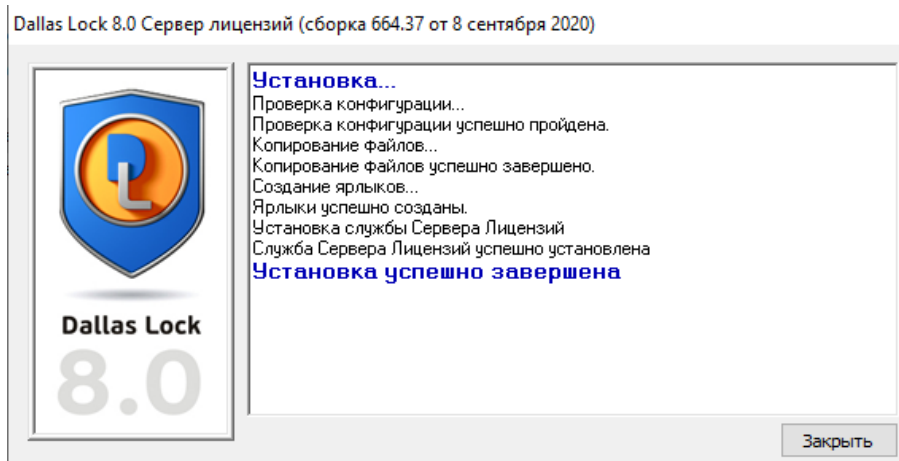 Dallas Lock 8.0 Сервер лицензий (сборка 664.37 от 8 сентября 2020)
Установка...
Проверка конфигурации...
Проверка конфигурации успешно пройдена.
Копирование файлов...
Копирование файлов успешно завершено.
Создание ярлыков...
Ярлыки успешно созданы.
Установка службы Сервера Лицензий
Служба Сервера Лицензий успешно установлена
Установка успешно завершена
DL
Dallas Lock
8.0
Закрыть